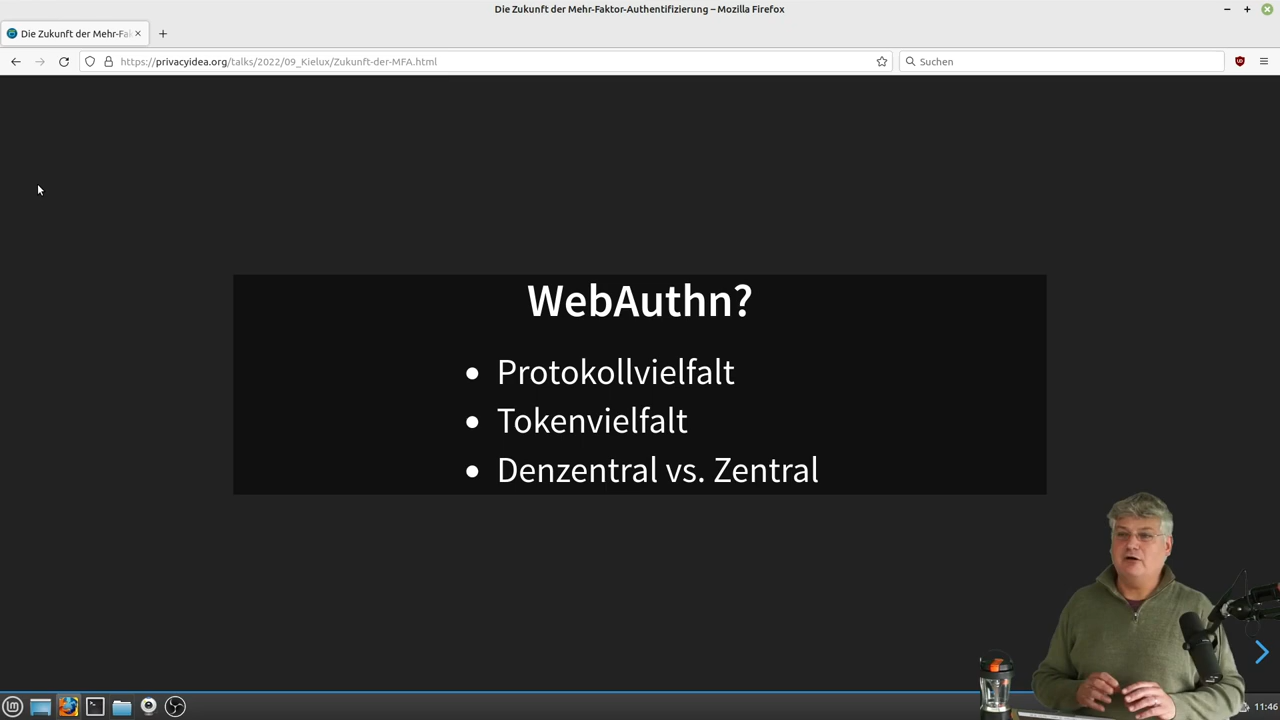 Die Zukunft der Mehr-Faktor-Authentifizierung – Mozilla Firefox
Die Zukunft der Mehr-Fak
https://privacyidea.org/talks/2022/09_Kielux/Zukunft-der-MFA.html
Suchen
WebAuthn?
Protokollvielfalt
Tokenvielfalt
Denzentral vs. Zentral
11:46